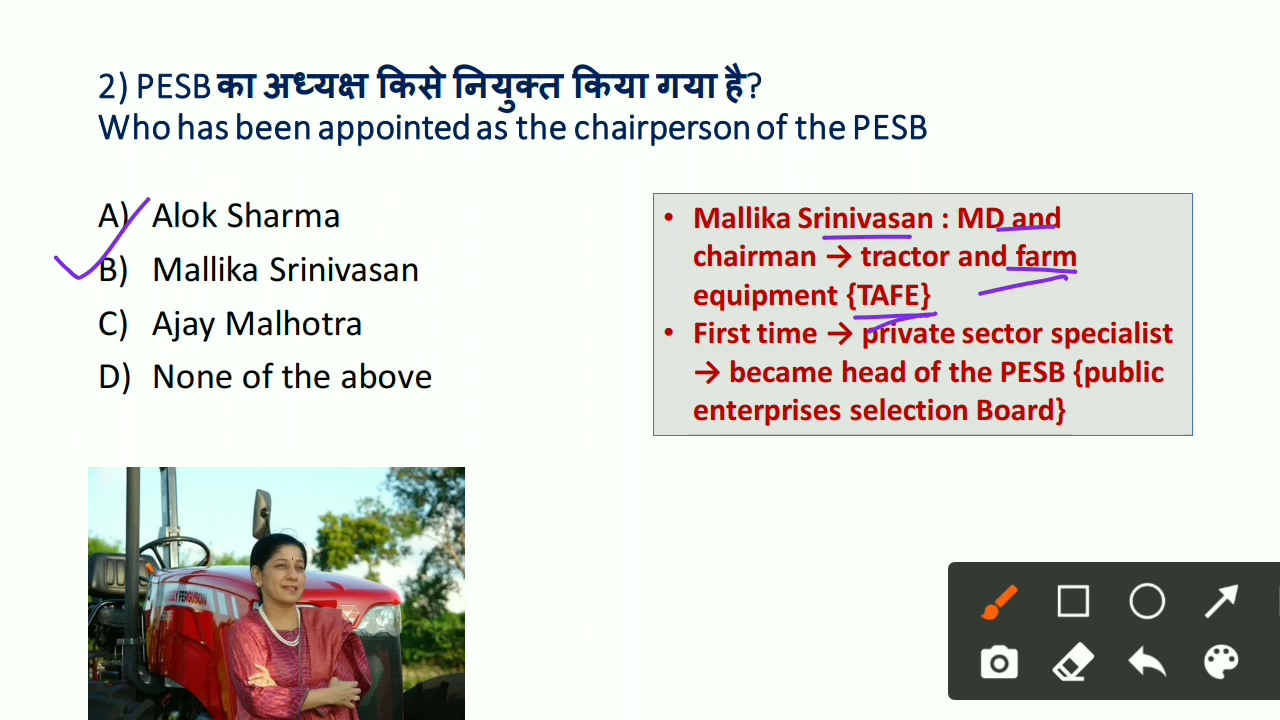 2) PESB का अध्यक्ष किसे नियुक्त किया गया है?
Who has been appointed as the chairperson of the PESB
A) Alok Sharma
B) Mallika Srinivasan
C) Ajay Malhotra
D) None of the above
• Mallika Srinivasan : MD and
chairman → tractor and farm
equipment {TAFE}
• First time → private sector specialist
→ became head of the PESB {public
enterprises selection Board}